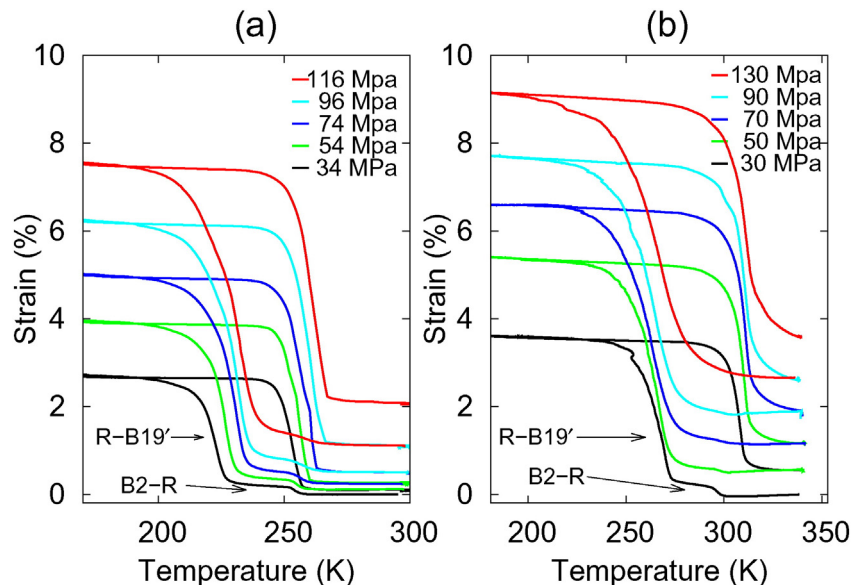 (a)
(b)
10
8
6
4
2
0
Strain (%)
116 Mpa
96 Mpa
74 Mpa
54 Mpa
34 MPa
R−B19′
B2−R
200
250
300
Temperature (K)
10
8
6
4
2
0
Strain (%)
130 Mpa
90 Mpa
70 Mpa
50 Mpa
30 MPa
R−B19′
B2−R
200
250
300
350
Temperature (K)